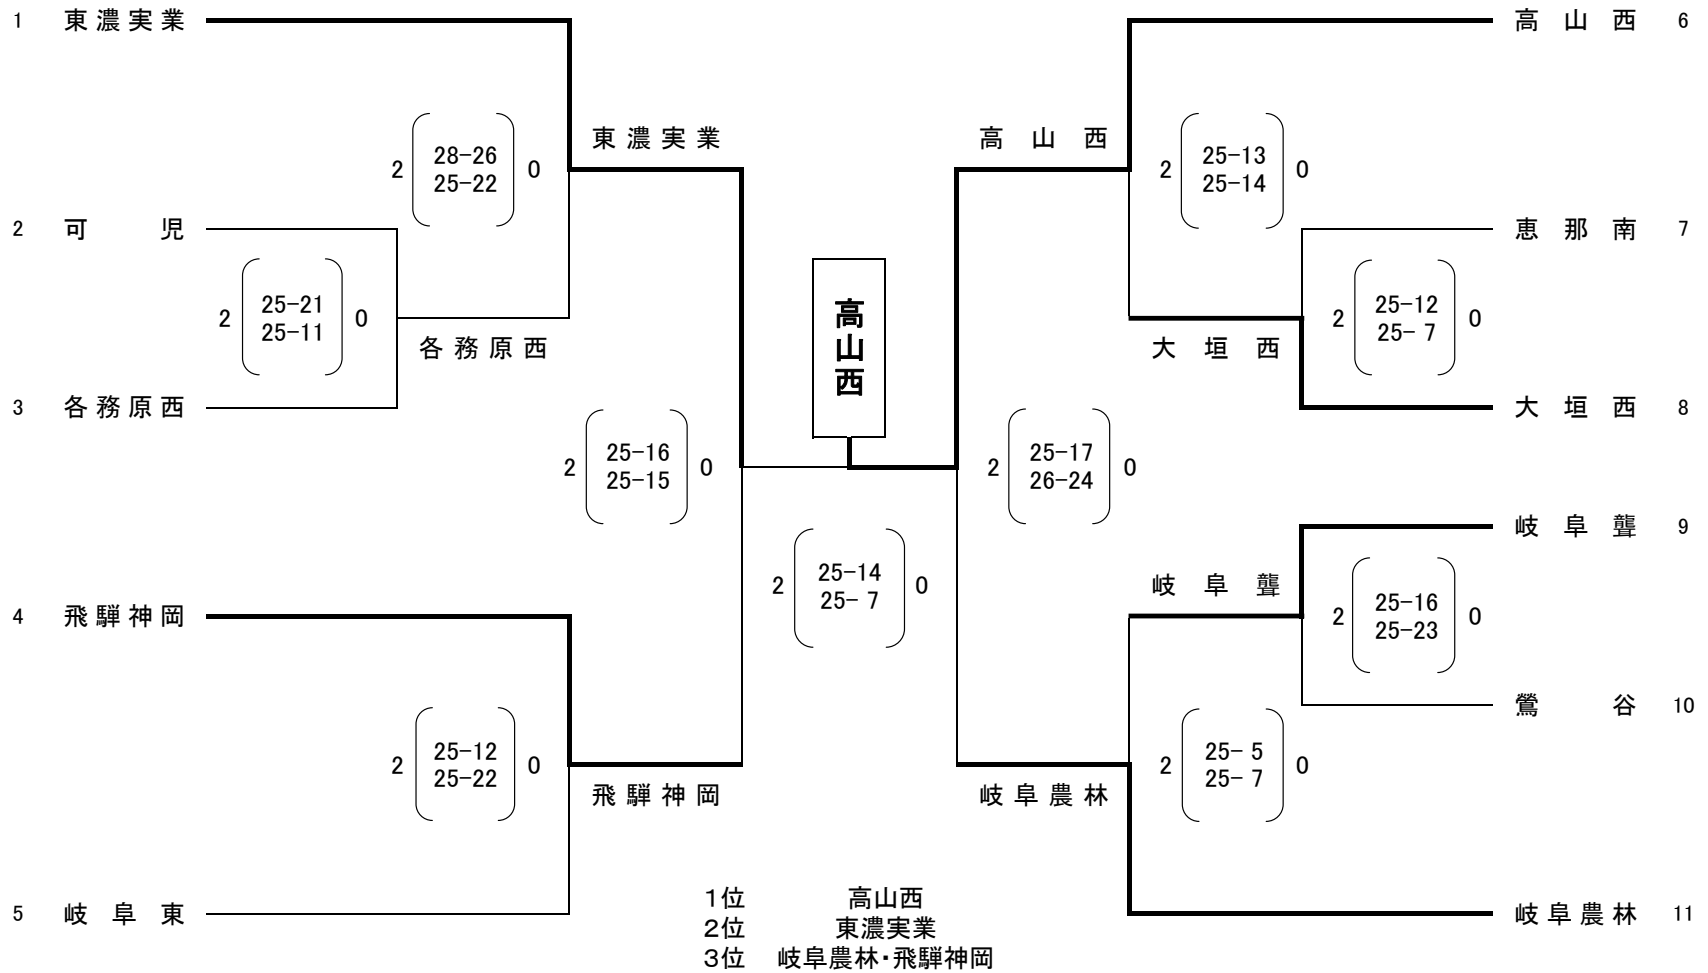 1 東濃実業
高山西 6
東濃実業
高山西
2 28-26 0
25-22
2 25-13 0
25-14
2 可児
恵那南 7
2 25-21 0
25-11
各務原西
高山西
大垣西
2 25-12 0
25- 7
3 各務原西
大垣西 8
2 25-16 0
25-15
2 25-17 0
26-24
岐阜聾 9
2 25-14 0
25- 7
岐阜聾
2 25-16 0
25-23
4 飛騨神岡
鶯谷 10
2 25-12 0
25-22
2 25- 5 0
25- 7
飛騨神岡
岐阜農林
5 岐阜東
岐阜農林 11
1位 高山西
2位 東濃実業
3位 岐阜農林・飛騨神岡